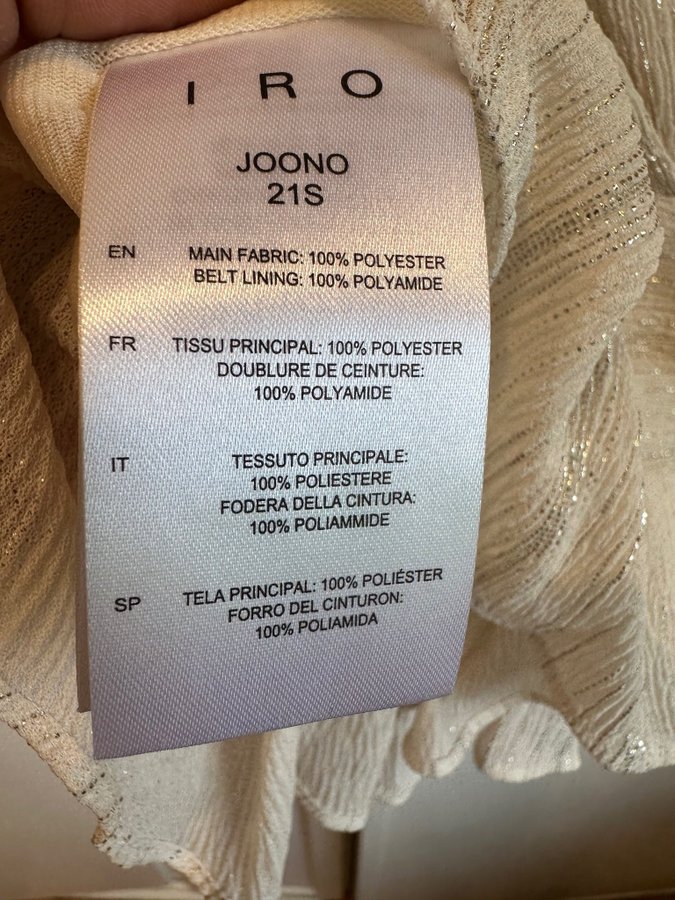 IRO
JOONO
21S
EN
MAIN FABRIC: 100% POLYESTER
BELT LINING: 100% POLYAMIDE
FR
TISSU PRINCIPAL: 100% POLYESTER
DOUBLURE DE CEINTURE:
100% POLYAMIDE
IT
TESSUTO PRINCIPALE:
100% POLIESTERE
FODERA DELLA CINTURA:
100% POLIAMMIDE
SP
TELA PRINCIPAL: 100% POLIÉSTER
FORRO DEL CINTURON:
100% POLIAMIDA